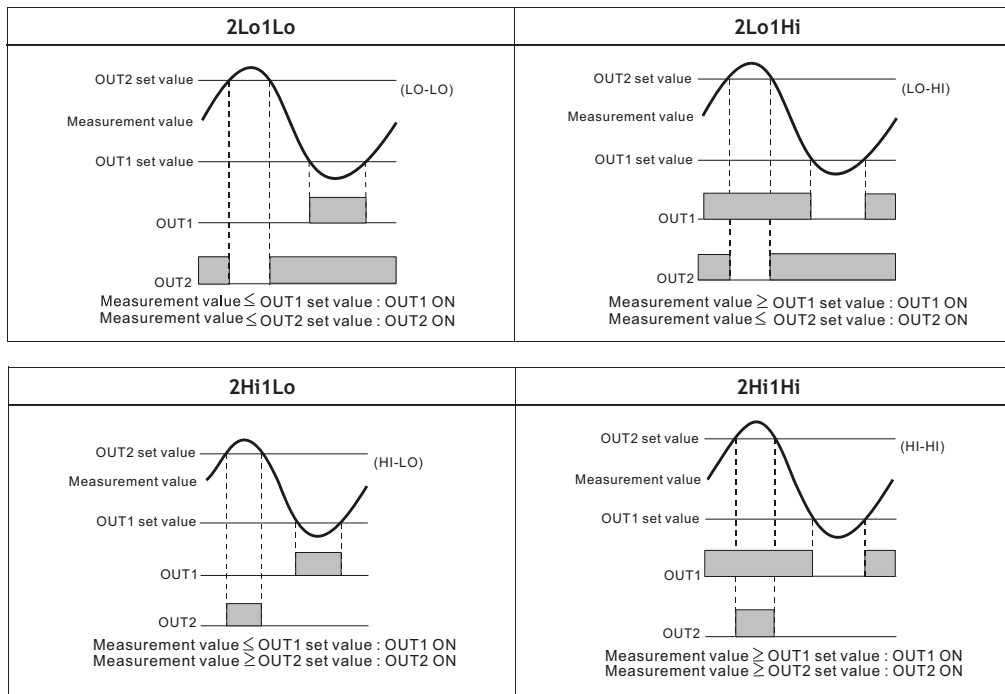 2Lo1Lo
OUT2 set value
(LO-LO)
Measurement value
OUT1 set value
OUT1
OUT2
Measurement value ≤ OUT1 set value : OUT1 ON
Measurement value ≤ OUT2 set value : OUT2 ON
2Lo1Hi
OUT2 set value
(LO-HI)
Measurement value
OUT1 set value
OUT1
OUT2
Measurement value ≥ OUT1 set value : OUT1 ON
Measurement value ≤ OUT2 set value : OUT2 ON
2Hi1Lo
OUT2 set value
(HI-LO)
Measurement value
OUT1 set value
OUT1
OUT2
Measurement value ≤ OUT1 set value : OUT1 ON
Measurement value ≥ OUT2 set value : OUT2 ON
2Hi1Hi
OUT2 set value
(HI-HI)
Measurement value
OUT1 set value
OUT1
OUT2
Measurement value ≥ OUT1 set value : OUT1 ON
Measurement value ≥ OUT2 set value : OUT2 ON